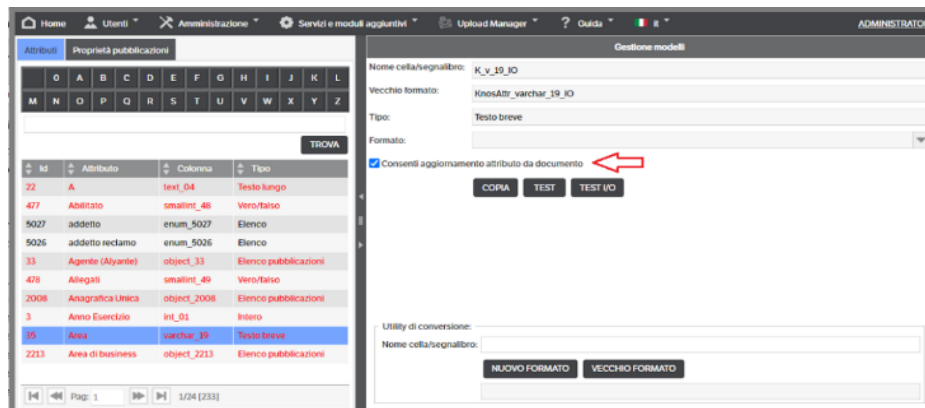 Home Utenti Amministrazione Servizi e moduli aggiuntivi Upload Manager ? Guida it ADMINISTRATO
Attributi Proprietà pubblicazioni
0 A B C D E F G H I J K L
M N O P Q R S T U V W X Y Z
TROVA
Id Attributo Colonna Tipo
22 A text_04 Testo lungo
477 Abilitato smallint_48 Vero/falso
5027 addetto enum_5027 Elenco
5026 addetto reclamo enum_5026 Elenco
33 Agente (Alyante) object_33 Elenco pubblicazioni
478 Allegati smallint_49 Vero/falso
2008 Anagrafica Unica object_2008 Elenco pubblicazioni
3 Anno Esercizio int_01 Intero
35 Area varchar_19 Testo breve
2213 Area di business object_2213 Elenco pubblicazioni
Pag: 1 1/24 [233]
Gestione modelli
Nome cella/segnalibro: K_v_19_IO
Vecchio formato: KnosAttr_varchar_19_IO
Tipo: Testo breve
Formato:
Consenti aggiornamento attributo da documento
COPIA TEST TEST I/O
Utility di conversione:
Nome cella/segnalibro:
NUOVO FORMATO VECCHIO FORMATO